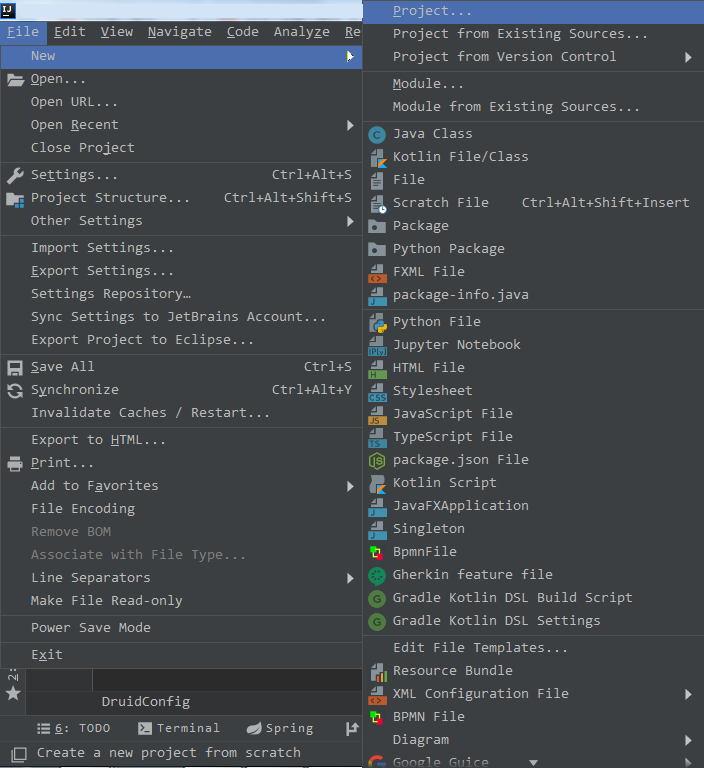 IJ
File Edit View Navigate Code Analyze Re
New
Open...
Open URL...
Open Recent
Close Project
Settings... Ctrl+Alt+S
Project Structure... Ctrl+Alt+Shift+S
Other Settings
Import Settings...
Export Settings...
Settings Repository…
Sync Settings to JetBrains Account...
Export Project to Eclipse...
Save All Ctrl+S
Synchronize Ctrl+Alt+Y
Invalidate Caches / Restart...
Export to HTML...
Print...
Add to Favorites
File Encoding
Remove BOM
Associate with File Type...
Line Separators
Make File Read-only
Power Save Mode
Exit
2:
DruidConfig
6: TODO Terminal Spring
Create a new project from scratch
Project...
Project from Existing Sources...
Project from Version Control
Module...
Module from Existing Sources...
Java Class
Kotlin File/Class
File
Scratch File Ctrl+Alt+Shift+Insert
Package
Python Package
FXML File
package-info.java
Python File
Jupyter Notebook
HTML File
Stylesheet
JavaScript File
TypeScript File
package.json File
Kotlin Script
JavaFXApplication
Singleton
BpmnFile
Gherkin feature file
Gradle Kotlin DSL Build Script
Gradle Kotlin DSL Settings
Edit File Templates...
Resource Bundle
XML Configuration File
BPMN File
Diagram
Google Guice